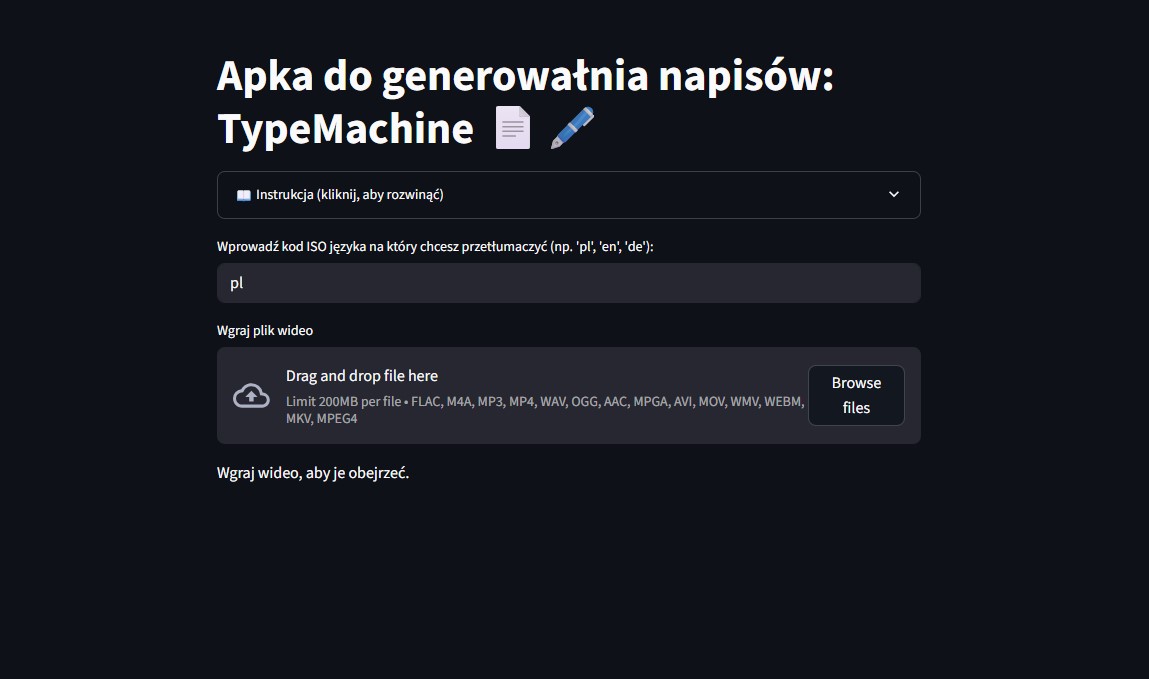 Apka do generowałnia napisów:
TypeMachine
Instrukcja (kliknij, aby rozwinąć)
Wprowadź kod ISO języka na który chcesz przetłumaczyć (np. 'pl', 'en', 'de'):
pl
Wgraj plik wideo
Drag and drop file here
Limit 200MB per file • FLAC, M4A, MP3, MP4, WAV, OGG, AAC, MPGA, AVI, MOV, WMV, WEBM,
MKV, MPEG4
Browse
files
Wgraj wideo, aby je obejrzeć.